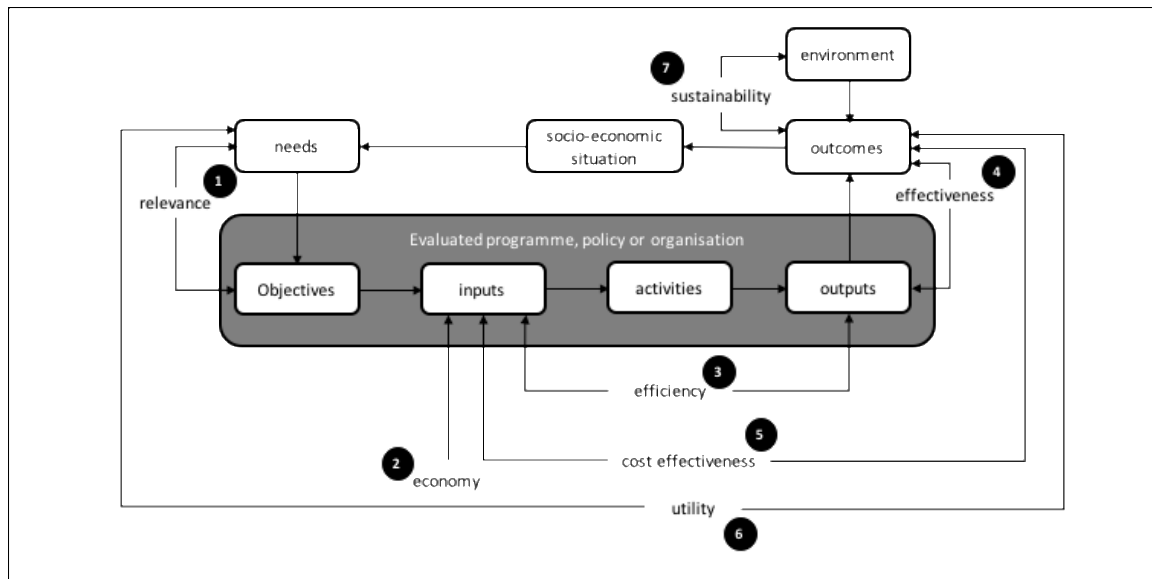 environment
7
sustainability
needs
socio-economic
situation
outcomes
1
relevance
4
effectiveness
Evaluated programme, policy or organisation
Objectives
inputs
activities
outputs
3
efficiency
5
cost effectiveness
2
economy
utility
6